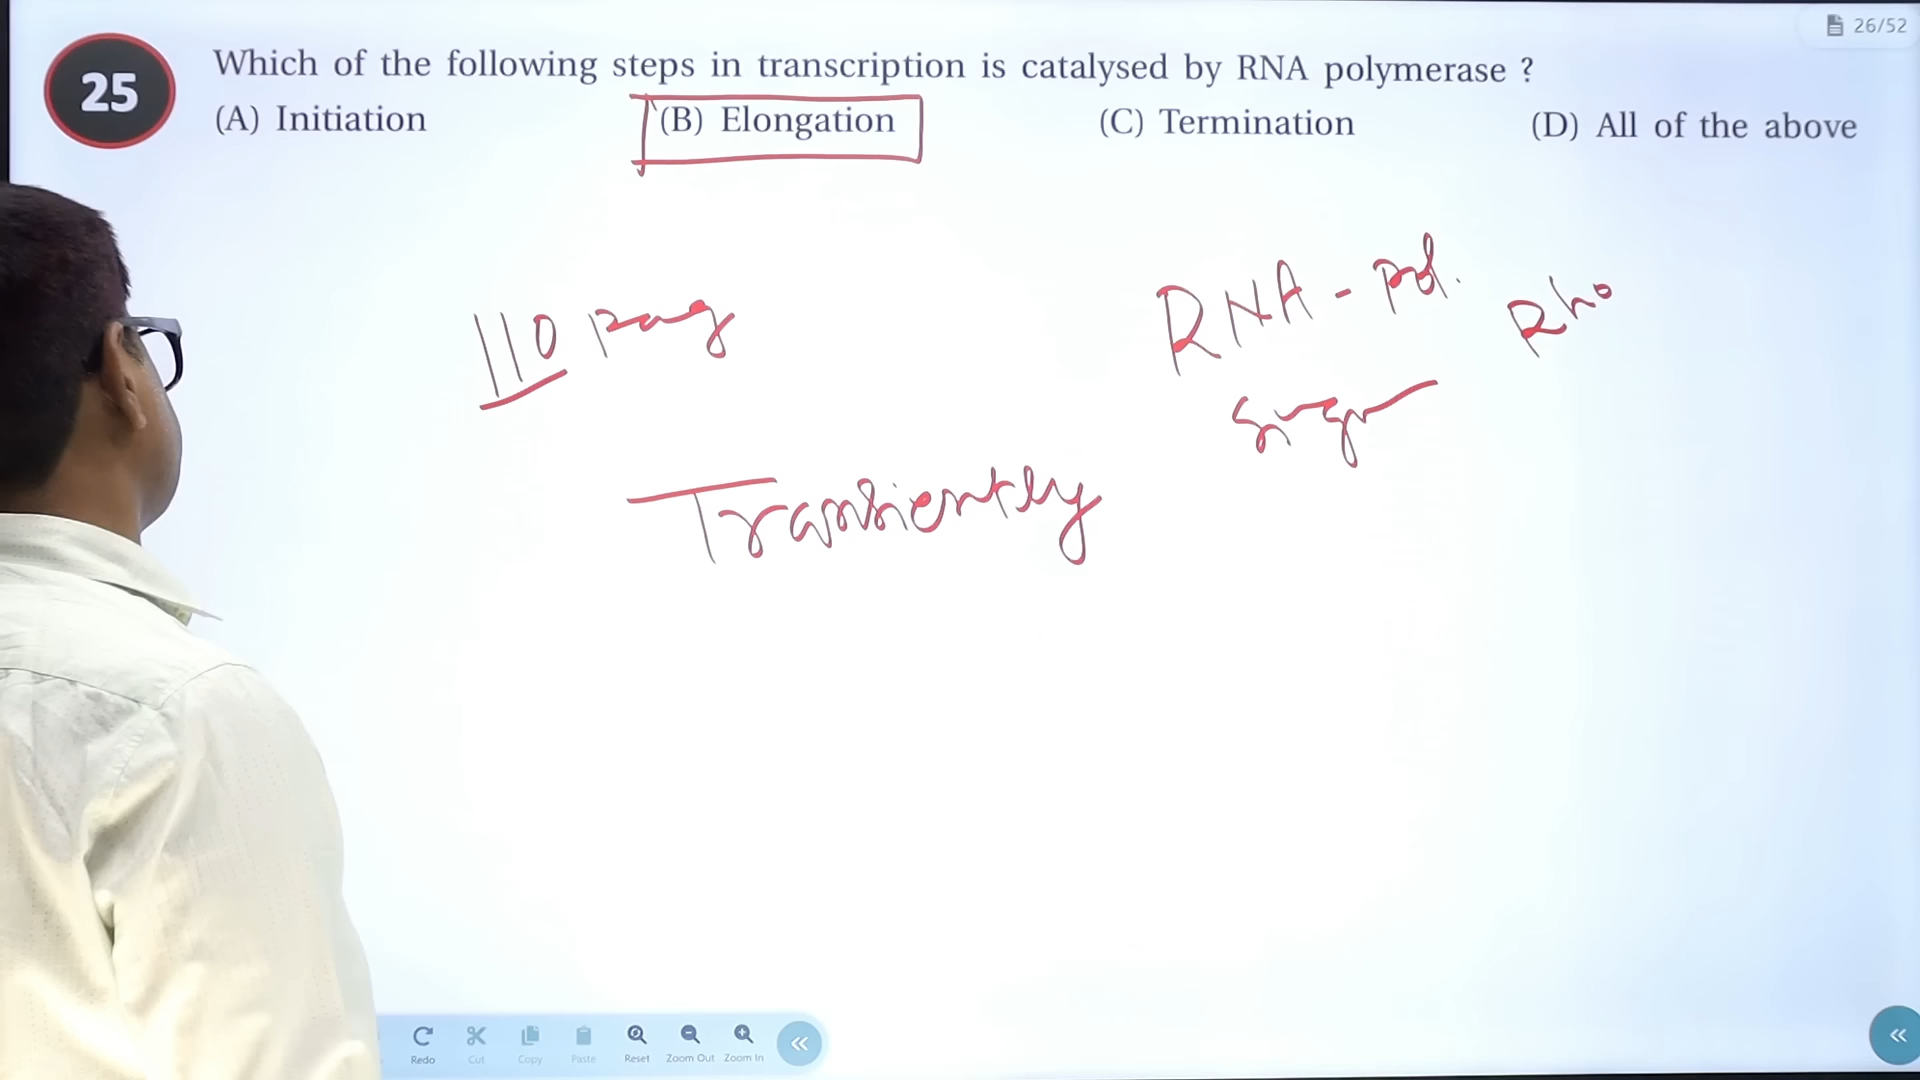 26/52
25 Which of the following steps in transcription is catalysed by RNA polymerase ?
(A) Initiation (B) Elongation (C) Termination (D) All of the above
RNA - Pol. Rho
110 Pag
Transiently
Redo Cut Copy Paste Reset Zoom Out Zoom In